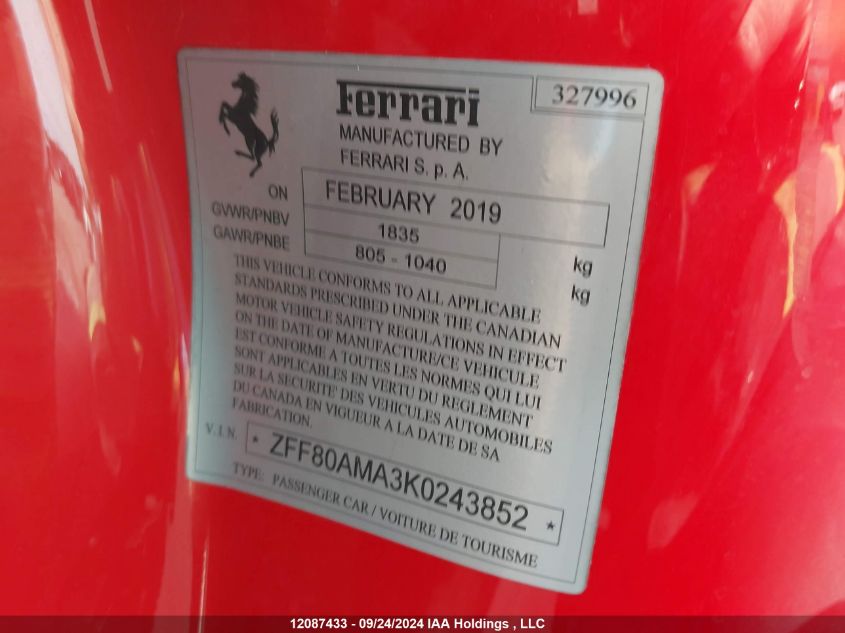 Ferrari
327996
MANUFACTURED BY
FERRARI S. p. A.
ON FEBRUARY 2019
GVWR/PNBV 1835 kg
GAWR/PNBE 805 - 1040 kg
THIS VEHICLE CONFORMS TO ALL APPLICABLE
STANDARDS PRESCRIBED UNDER THE CANADIAN
MOTOR VEHICLE SAFETY REGULATIONS IN EFFECT
ON THE DATE OF MANUFACTURE/CE VEHICULE
EST CONFORME A TOUTES LES NORMES QUI LUI
SONT APPLICABLES EN VERTU DU REGLEMENT
SUR LA SECURITE' DES VEHICULES AUTOMOBILES
DU CANADA EN VIGUEUR A LA DATE DE SA
FABRICATION.
V.I.N. * ZFF80AMA3K0243852 *
TYPE: PASSENGER CAR / VOITURE DE TOURISME
12087433 - 09/24/2024 IAA Holdings , LLC